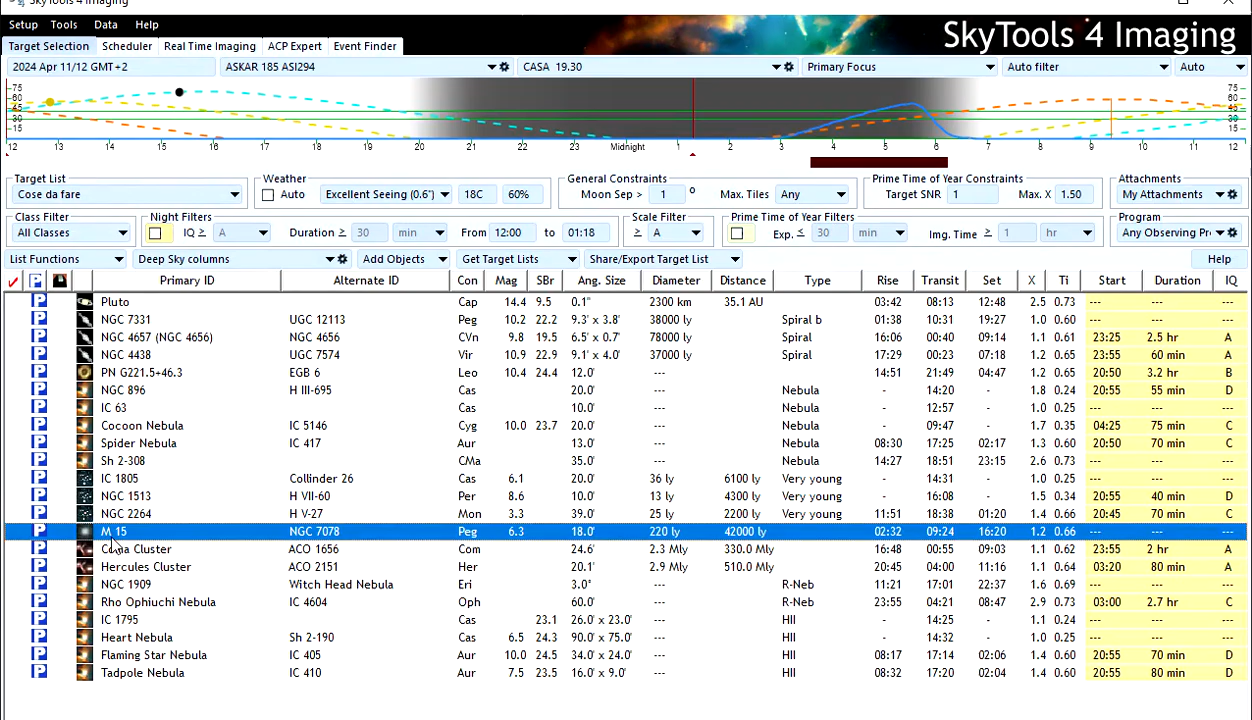 SkyTools 4 Imaging
Setup Tools Data Help
SkyTools 4 Imaging
Target Selection Scheduler Real Time Imaging ACP Expert Event Finder
2024 Apr 11/12 GMT+2 ASKAR 185 ASI294 CASA 19.30 Primary Focus Auto filter Auto
75 75
60 60
45 45
30 30
15 15
12 13 14 15 16 17 18 19 20 21 22 23 Midnight 1 2 3 4 5 6 7 8 9 10 11 12
Target List Weather General Constraints Prime Time of Year Constraints Attachments
Cose da fare Auto Excellent Seeing (0.6") 18C 60% Moon Sep > 1 º Max. Tiles Any Target SNR 1 Max. X 1.50 My Attachments
Class Filter Night Filters Scale Filter Prime Time of Year Filters Program
All Classes IQ ≥ A Duration ≥ 30 min From 12:00 to 01:18 ≥ A Exp. ≤ 30 min Img. Time ≥ 1 hr Any Observing Pr
List Functions Deep Sky columns Add Objects Get Target Lists Share/Export Target List Help
Primary ID Alternate ID Con Mag SBr Ang. Size Diameter Distance Type Rise Transit Set X Ti Start Duration IQ
P Pluto Cap 14.4 9.5 0.1" 2300 km 35.1 AU 03:42 08:13 12:48 2.5 0.73 --- --- ---
P NGC 7331 UGC 12113 Peg 10.2 22.2 9.3' x 3.8' 38000 ly Spiral b 01:38 10:31 19:27 1.0 0.60 --- --- ---
P NGC 4657 (NGC 4656) NGC 4656 CVn 9.8 19.5 6.5' x 0.7' 78000 ly Spiral 16:06 00:40 09:14 1.1 0.61 23:25 2.5 hr A
P NGC 4438 UGC 7574 Vir 10.9 22.9 9.1' x 4.0' 37000 ly Spiral 17:29 00:23 07:18 1.2 0.65 23:55 60 min A
P PN G221.5+46.3 EGB 6 Leo 10.4 24.4 12.0' --- 14:51 21:49 04:47 1.2 0.65 20:50 3.2 hr B
P NGC 896 H III-695 Cas 20.0' --- Nebula - 14:20 - 1.8 0.24 20:55 55 min D
P IC 63 Cas 10.0' --- Nebula - 12:57 - 1.0 0.25 --- --- ---
P Cocoon Nebula IC 5146 Cyg 10.0 23.7 20.0' --- Nebula - 09:47 - 1.7 0.35 04:25 75 min C
P Spider Nebula IC 417 Aur 13.0' --- Nebula 08:30 17:25 02:17 1.3 0.60 20:50 70 min C
P Sh 2-308 CMa 35.0' --- Nebula 14:27 18:51 23:15 2.6 0.73 --- --- ---
P IC 1805 Collinder 26 Cas 6.1 20.0' 36 ly 6100 ly Very young - 14:31 - 1.0 0.25 --- --- ---
P NGC 1513 H VII-60 Per 8.6 10.0' 13 ly 4300 ly Very young - 16:08 - 1.5 0.34 20:55 40 min D
P NGC 2264 H V-27 Mon 3.3 39.0' 25 ly 2200 ly Very young 11:51 18:38 01:20 1.4 0.66 20:45 70 min C
P M 15 NGC 7078 Peg 6.3 18.0' 220 ly 42000 ly 02:32 09:24 16:20 1.2 0.66 --- --- ---
P Coma Cluster ACO 1656 Com 24.6' 2.3 Mly 330.0 Mly 16:48 00:55 09:03 1.1 0.62 23:55 2 hr A
P Hercules Cluster ACO 2151 Her 20.1' 2.9 Mly 510.0 Mly 20:45 04:00 11:16 1.1 0.64 03:20 80 min A
P NGC 1909 Witch Head Nebula Eri 3.0° --- R-Neb 11:21 17:01 22:37 1.6 0.69 --- --- ---
P Rho Ophiuchi Nebula IC 4604 Oph 60.0' --- R-Neb 23:55 04:21 08:47 2.9 0.73 03:00 2.7 hr C
P IC 1795 Cas 23.1 26.0' x 23.0' --- HII - 14:25 - 1.1 0.24 --- --- ---
P Heart Nebula Sh 2-190 Cas 6.5 24.3 90.0' x 75.0' --- HII - 14:32 - 1.0 0.25 --- --- ---
P Flaming Star Nebula IC 405 Aur 10.0 24.5 34.0' x 24.0' --- HII 08:17 17:14 02:06 1.4 0.61 20:55 70 min D
P Tadpole Nebula IC 410 Aur 7.5 23.5 16.0' x 9.0' --- HII 08:32 17:20 02:04 1.4 0.60 20:55 80 min D